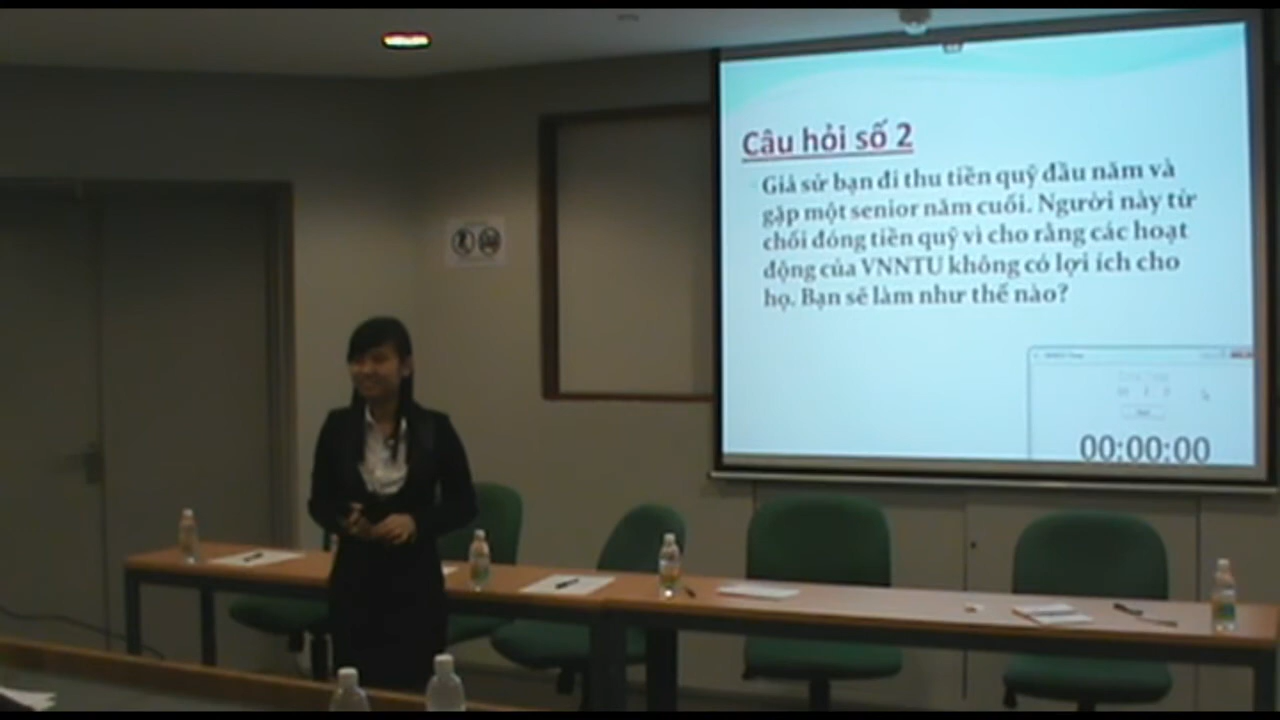 Câu hỏi số 2
Giả sử bạn đi thu tiền quỹ đầu năm và
gặp một senior năm cuối. Người này từ
chối đóng tiền quỹ vì cho rằng các hoạt
động của VNNTU không có lợi ích cho
họ. Bạn sẽ làm như thế nào?
00:00:00